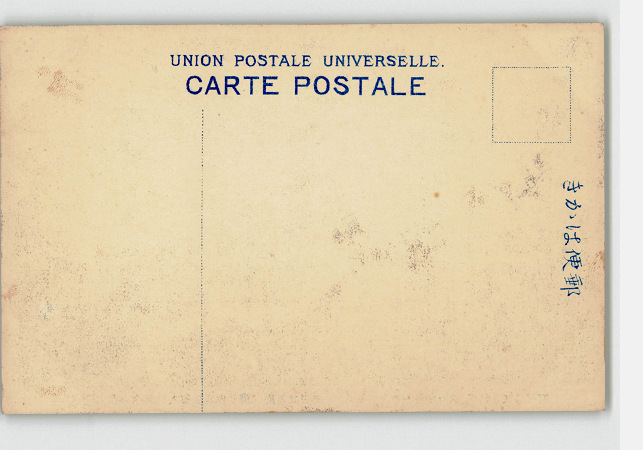 UNION POSTALE UNIVERSELLE.
CARTE POSTALE
きかは便郵